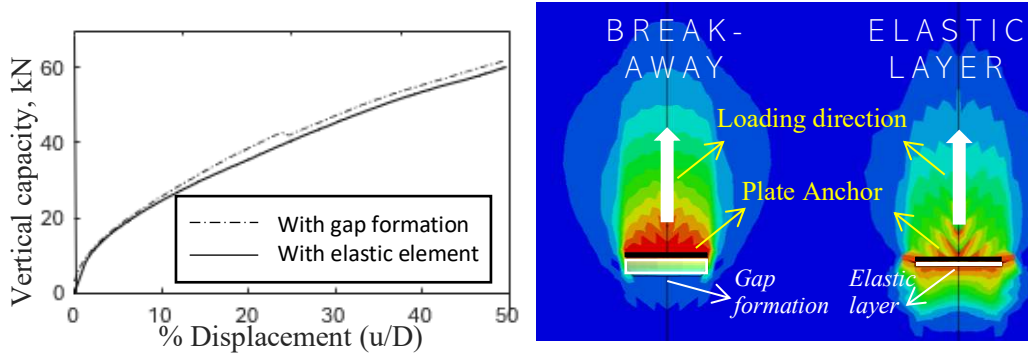 Vertical capacity, kN
60
40
20
0
0
10
20
30
40
50
% Displacement (u/D)
With gap formation
With elastic element
BREAK-
AWAY
ELASTIC
LAYER
Loading direction
Plate Anchor
Gap
formation
Elastic
layer